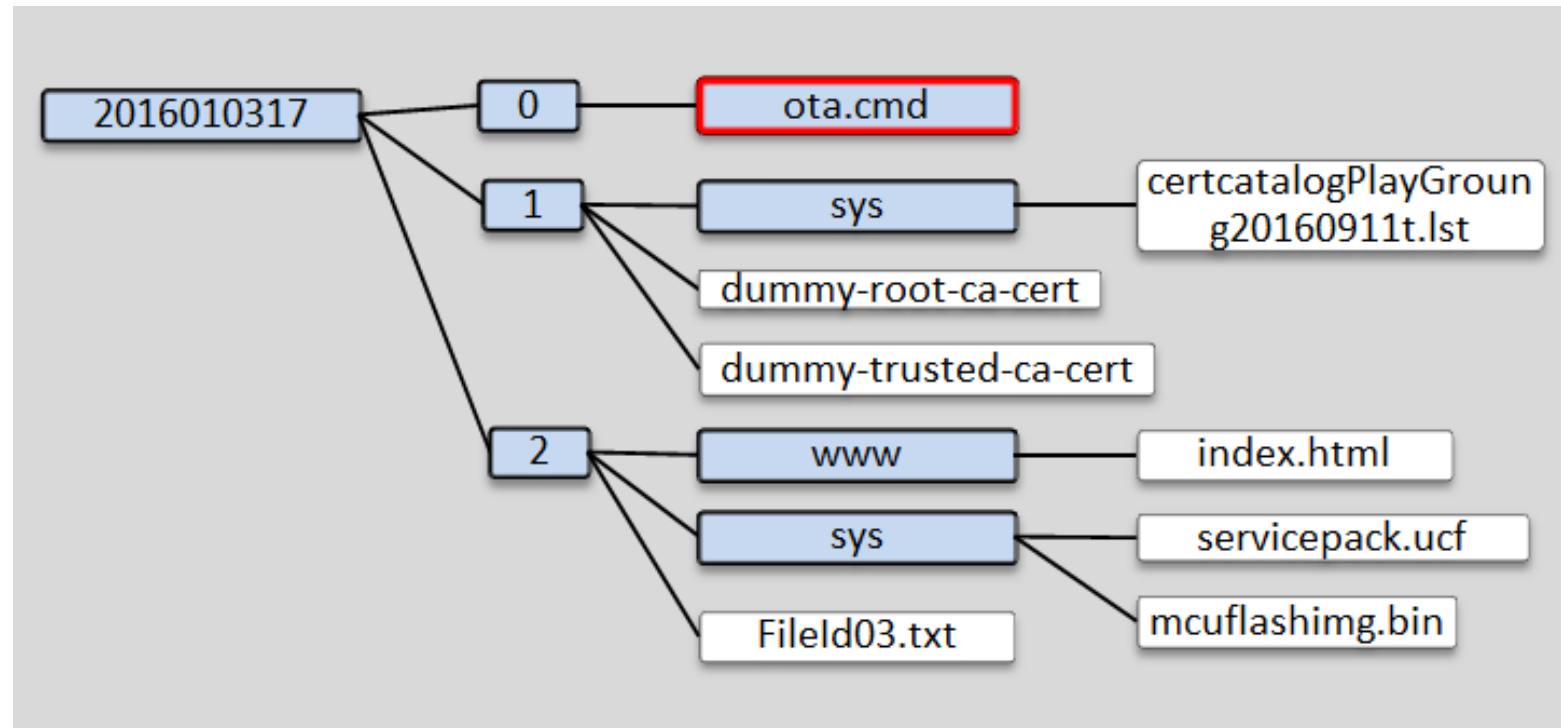 2016010317
0
ota.cmd
1
sys
certcatalogPlayGroun
g20160911t.lst
dummy-root-ca-cert
dummy-trusted-ca-cert
2
www
index.html
sys
servicepack.ucf
mcuflashimg.bin
FileId03.txt